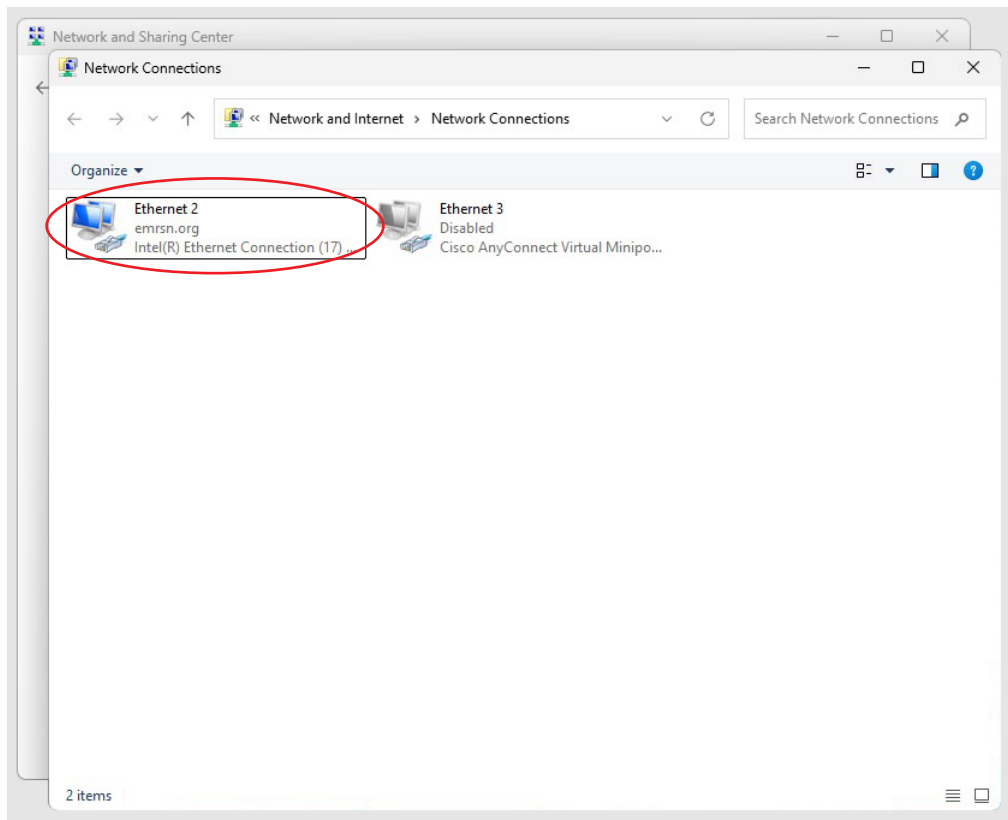 Network and Sharing Center
Network Connections
« Network and Internet > Network Connections
Search Network Connections
Organize
Ethernet 2
emrsn.org
Intel(R) Ethernet Connection (17) ...
Ethernet 3
Disabled
Cisco AnyConnect Virtual Minipo...
2 items